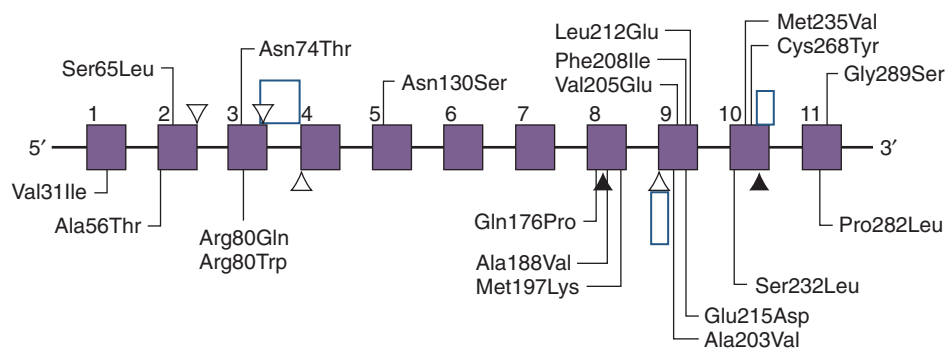 Leu212Glu
Met235Val
Asn74Thr
Phe208Ile
Cys268Tyr
Ser65Leu
Asn130Ser
Val205Glu
Gly289Ser
1 2 3 4 5 6 7 8 9 10 11
5′ 3′
Val31Ile
Ala56Thr
Arg80Gln
Arg80Trp
Gln176Pro
Pro282Leu
Ala188Val
Met197Lys
Ser232Leu
Glu215Asp
Ala203Val